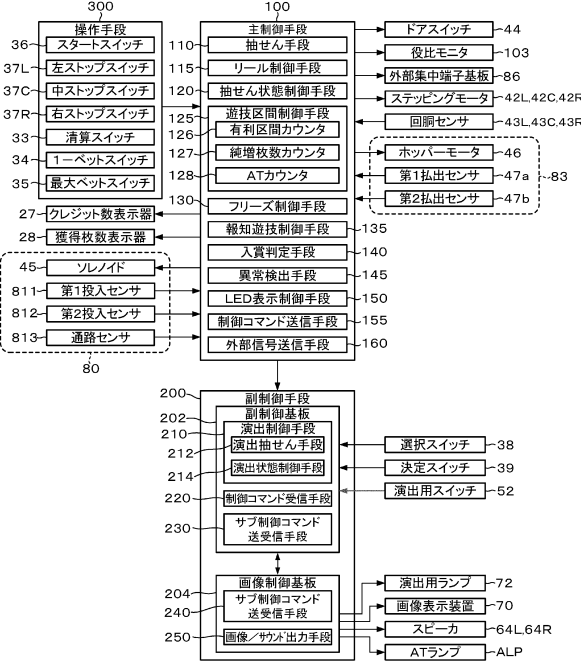 300
操作手段
36 スタートスイッチ
37L 左ストップスイッチ
37C 中ストップスイッチ
37R 右ストップスイッチ
33 清算スイッチ
34 1－ベットスイッチ
35 最大ベットスイッチ
27 クレジット数表示器
28 獲得枚数表示器
45 ソレノイド
811 第1投入センサ
812 第2投入センサ
813 通路センサ
80
100
主制御手段
110 抽せん手段
115 リール制御手段
120 抽せん状態制御手段
125 遊技区間制御手段
126 有利区間カウンタ
127 純増枚数カウンタ
128 ATカウンタ
130 フリーズ制御手段
報知遊技制御手段 135
入賞判定手段 140
異常検出手段 145
LED表示制御手段 150
制御コマンド送信手段 155
外部信号送信手段 160
ドアスイッチ 44
役比モニタ 103
外部集中端子基板 86
ステッピングモータ 42L,42C,42R
回胴センサ 43L,43C,43R
ホッパーモータ 46
第1払出センサ 47a
第2払出センサ 47b
83
200 副制御手段
202 副制御基板
210 演出制御手段
212 演出抽せん手段
214 演出状態制御手段
220 制御コマンド受信手段
230 サブ制御コマンド
送受信手段
選択スイッチ 38
決定スイッチ 39
演出用スイッチ 52
204 画像制御基板
240 サブ制御コマンド
送受信手段
250 画像／サウンド出力手段
演出用ランプ 72
画像表示装置 70
スピーカ 64L,64R
ATランプ ALP